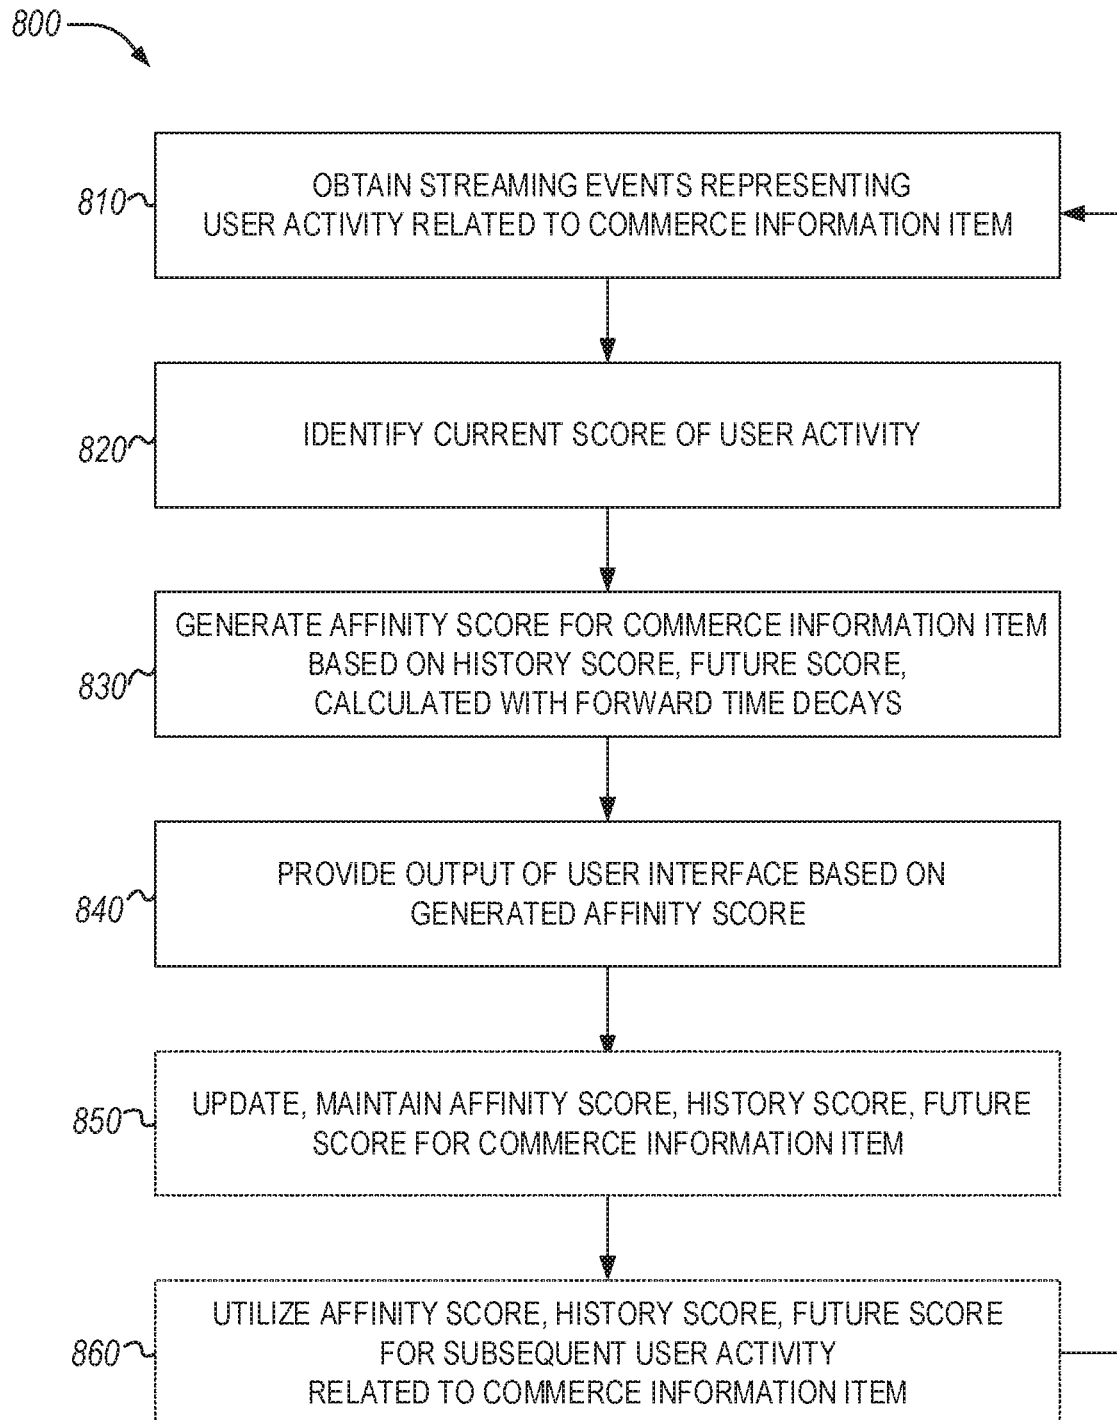 800
810
OBTAIN STREAMING EVENTS REPRESENTING
USER ACTIVITY RELATED TO COMMERCE INFORMATION ITEM
820
IDENTIFY CURRENT SCORE OF USER ACTIVITY
830
GENERATE AFFINITY SCORE FOR COMMERCE INFORMATION ITEM
BASED ON HISTORY SCORE, FUTURE SCORE,
CALCULATED WITH FORWARD TIME DECAYS
840
PROVIDE OUTPUT OF USER INTERFACE BASED ON
GENERATED AFFINITY SCORE
850
UPDATE, MAINTAIN AFFINITY SCORE, HISTORY SCORE, FUTURE
SCORE FOR COMMERCE INFORMATION ITEM
860
UTILIZE AFFINITY SCORE, HISTORY SCORE, FUTURE SCORE
FOR SUBSEQUENT USER ACTIVITY
RELATED TO COMMERCE INFORMATION ITEM